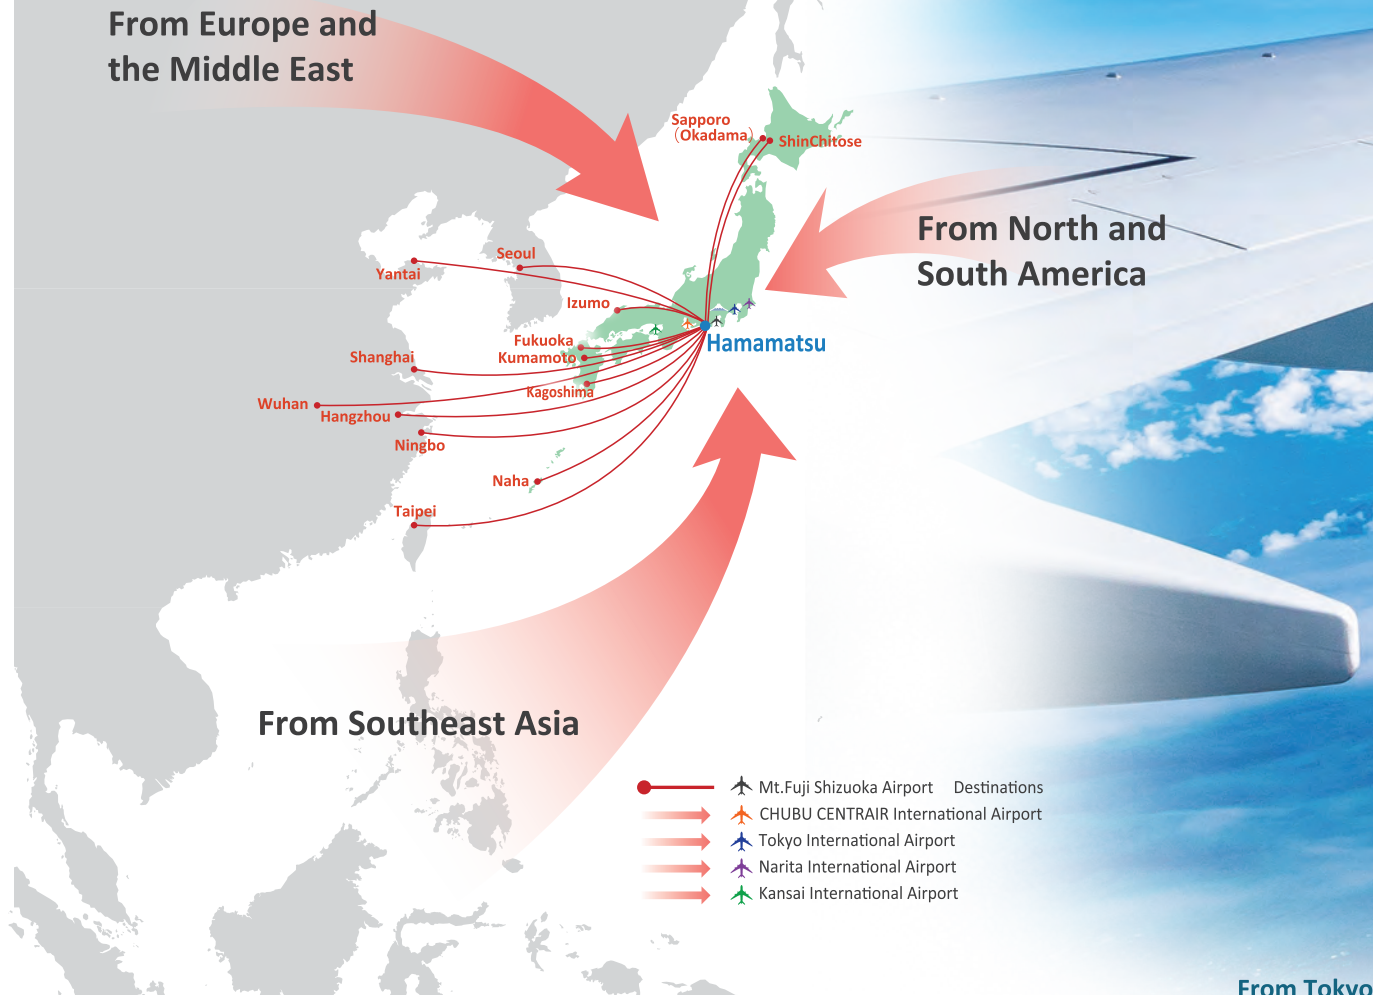 From Europe and
the Middle East
Sapporo
（Okadama）
ShinChitose
From North and
South America
Seoul
Yantai
Izumo
Fukuoka
Hamamatsu
Kumamoto
Shanghai
Kagoshima
Wuhan
Hangzhou
Ningbo
Naha
Taipei
From Southeast Asia
Mt.Fuji Shizuoka Airport Destinations
CHUBU CENTRAIR International Airport
Tokyo International Airport
Narita International Airport
Kansai International Airport
From Tokyo